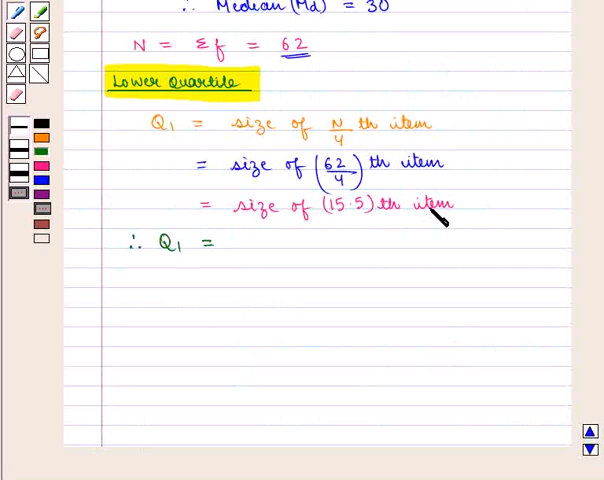 ∴ Median (Md) = 30
N = Σf = 62
Lower Quartile
Q1 = size of N/4 th item
= size of (62/4) th item
= size of (15.5) th item
∴ Q1 =